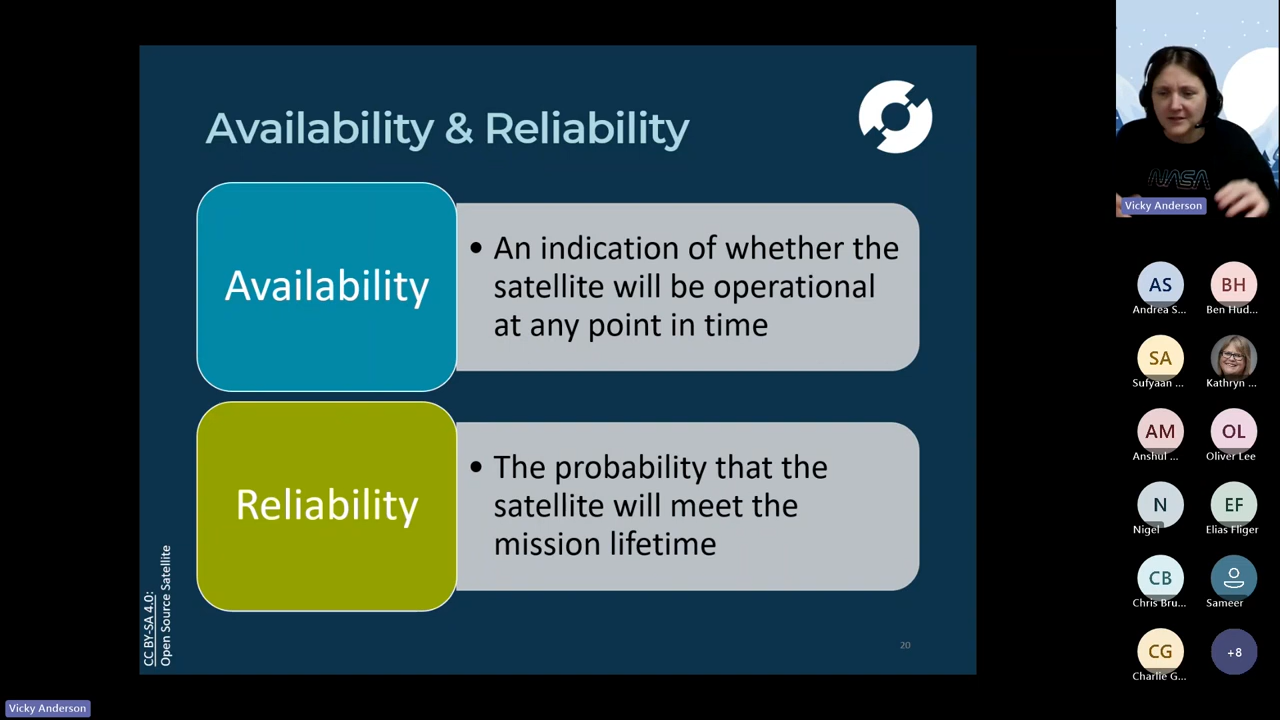 Availability & Reliability
Availability
• An indication of whether the
satellite will be operational
at any point in time
Reliability
• The probability that the
satellite will meet the
mission lifetime
CC BY-SA 4.0:
Open Source Satellite
20
NASA
Vicky Anderson
AS
Andrea S...
BH
Ben Hud...
SA
Sufyaan ...
Kathryn ...
AM
Anshul ...
OL
Oliver Lee
N
Nigel
EF
Elias Fliger
CB
Chris Bru...
Sameer
CG
Charlie G...
+8
Vicky Anderson